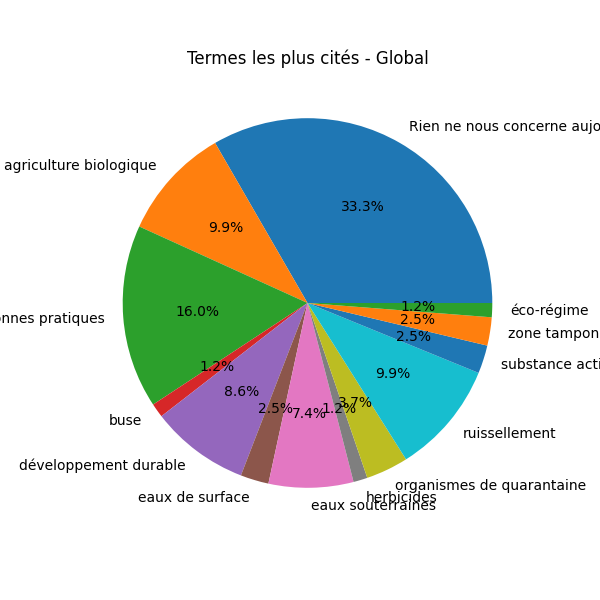 Termes les plus cités - Global
Rien ne nous concerne aujo
agriculture biologique
33.3%
9.9%
16.0%
nnes pratiques
1.2%
éco-régime
2.5%
zone tampon
2.5%
substance acti
1.2%
9.9%
8.6%
3.7%
2.5%
7.4%
1.2%
buse
ruissellement
développement durable
organismes de quarantaine
eaux de surface
herbicides
eaux souterraines